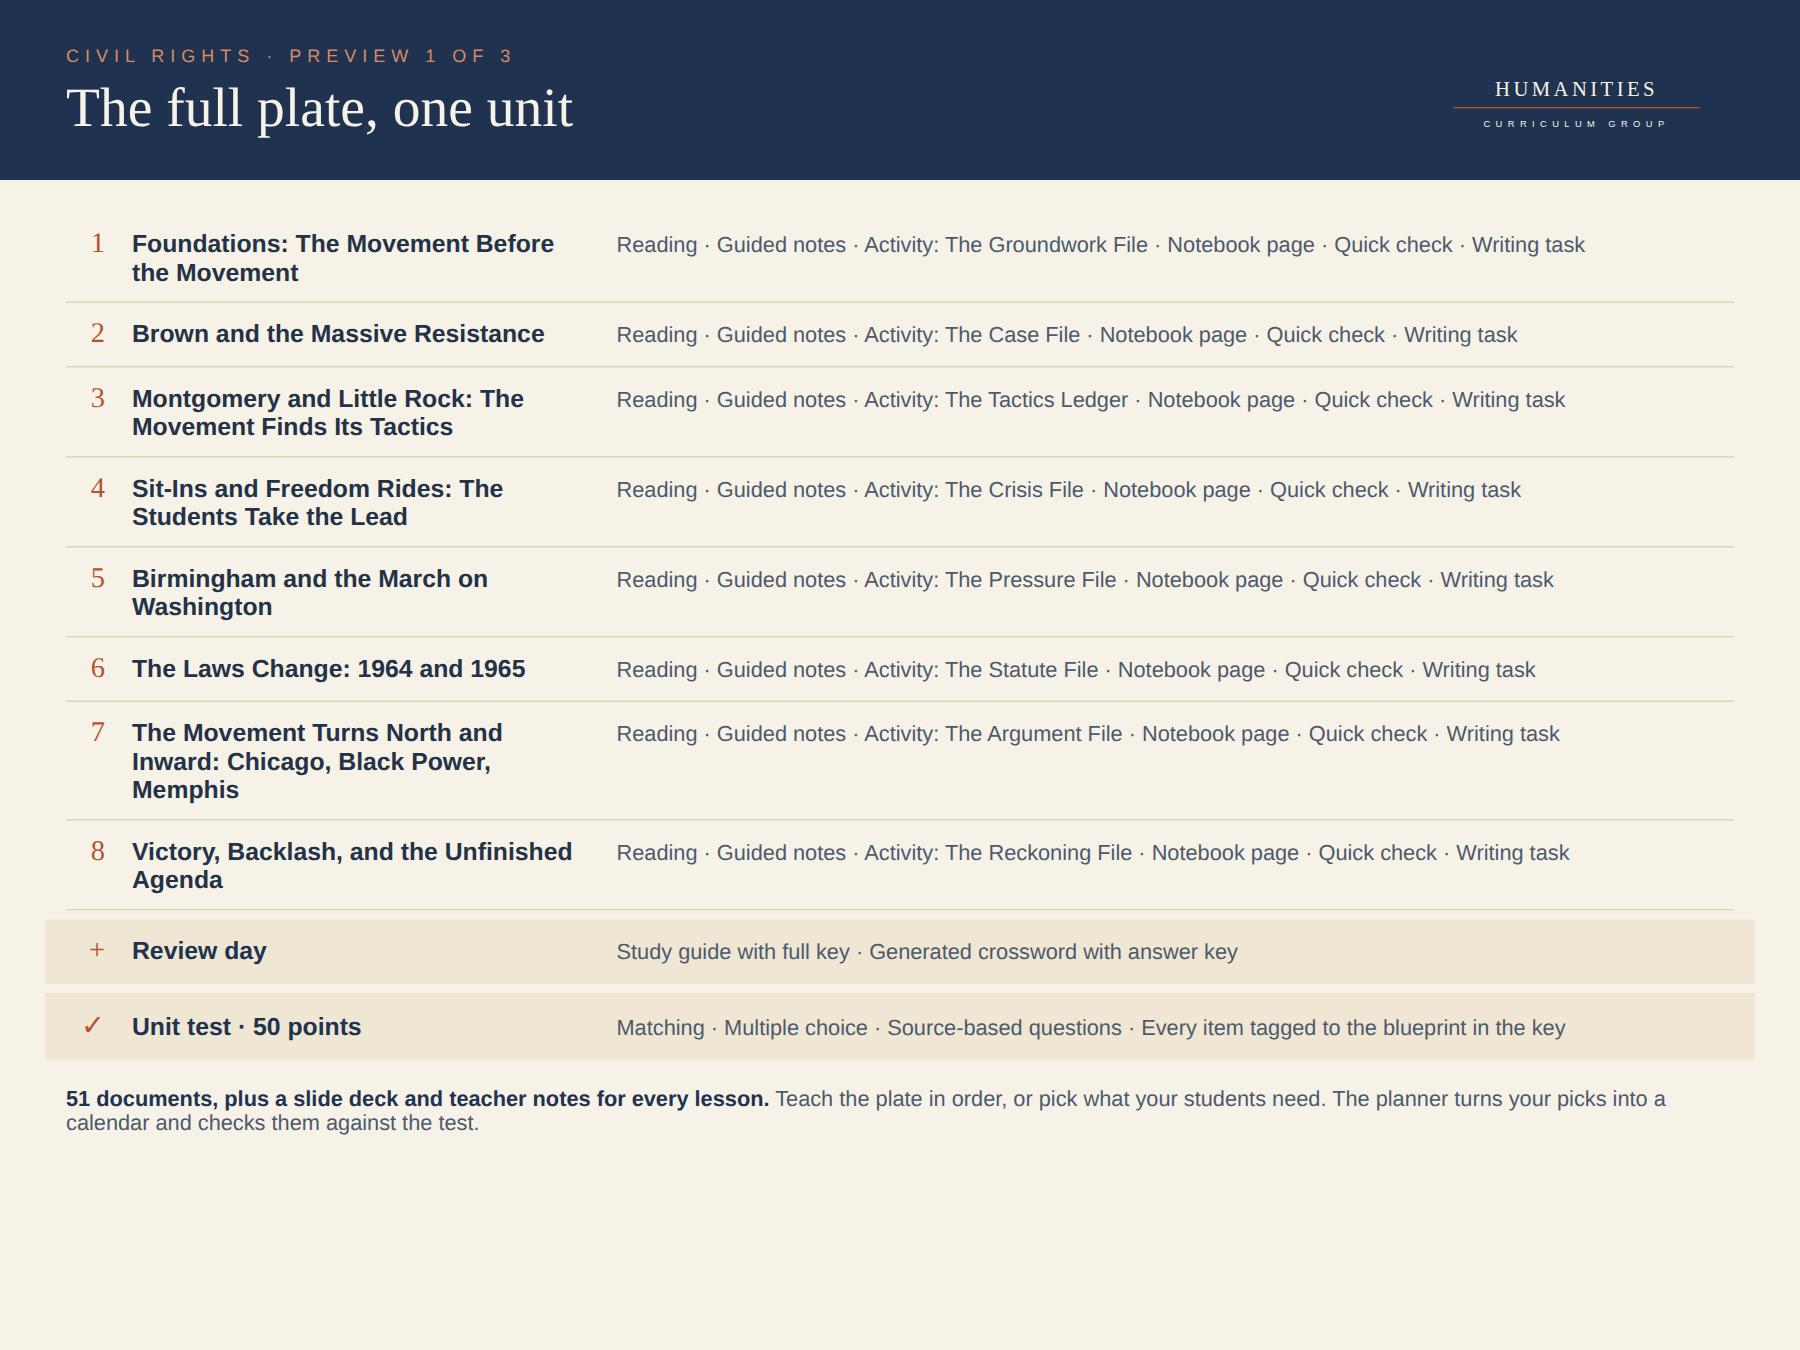 CIVIL RIGHTS · PREVIEW 1 OF 3
The full plate, one unit
HUMANITIES
CURRICULUM GROUP
1 Foundations: The Movement Before
the Movement
Reading · Guided notes · Activity: The Groundwork File · Notebook page · Quick check · Writing task
2 Brown and the Massive Resistance
Reading · Guided notes · Activity: The Case File · Notebook page · Quick check · Writing task
3 Montgomery and Little Rock: The
Movement Finds Its Tactics
Reading · Guided notes · Activity: The Tactics Ledger · Notebook page · Quick check · Writing task
4 Sit-Ins and Freedom Rides: The
Students Take the Lead
Reading · Guided notes · Activity: The Crisis File · Notebook page · Quick check · Writing task
5 Birmingham and the March on
Washington
Reading · Guided notes · Activity: The Pressure File · Notebook page · Quick check · Writing task
6 The Laws Change: 1964 and 1965
Reading · Guided notes · Activity: The Statute File · Notebook page · Quick check · Writing task
7 The Movement Turns North and
Inward: Chicago, Black Power,
Memphis
Reading · Guided notes · Activity: The Argument File · Notebook page · Quick check · Writing task
8 Victory, Backlash, and the Unfinished
Agenda
Reading · Guided notes · Activity: The Reckoning File · Notebook page · Quick check · Writing task
+ Review day
Study guide with full key · Generated crossword with answer key
✓ Unit test · 50 points
Matching · Multiple choice · Source-based questions · Every item tagged to the blueprint in the key
51 documents, plus a slide deck and teacher notes for every lesson. Teach the plate in order, or pick what your students need. The planner turns your picks into a
calendar and checks them against the test.